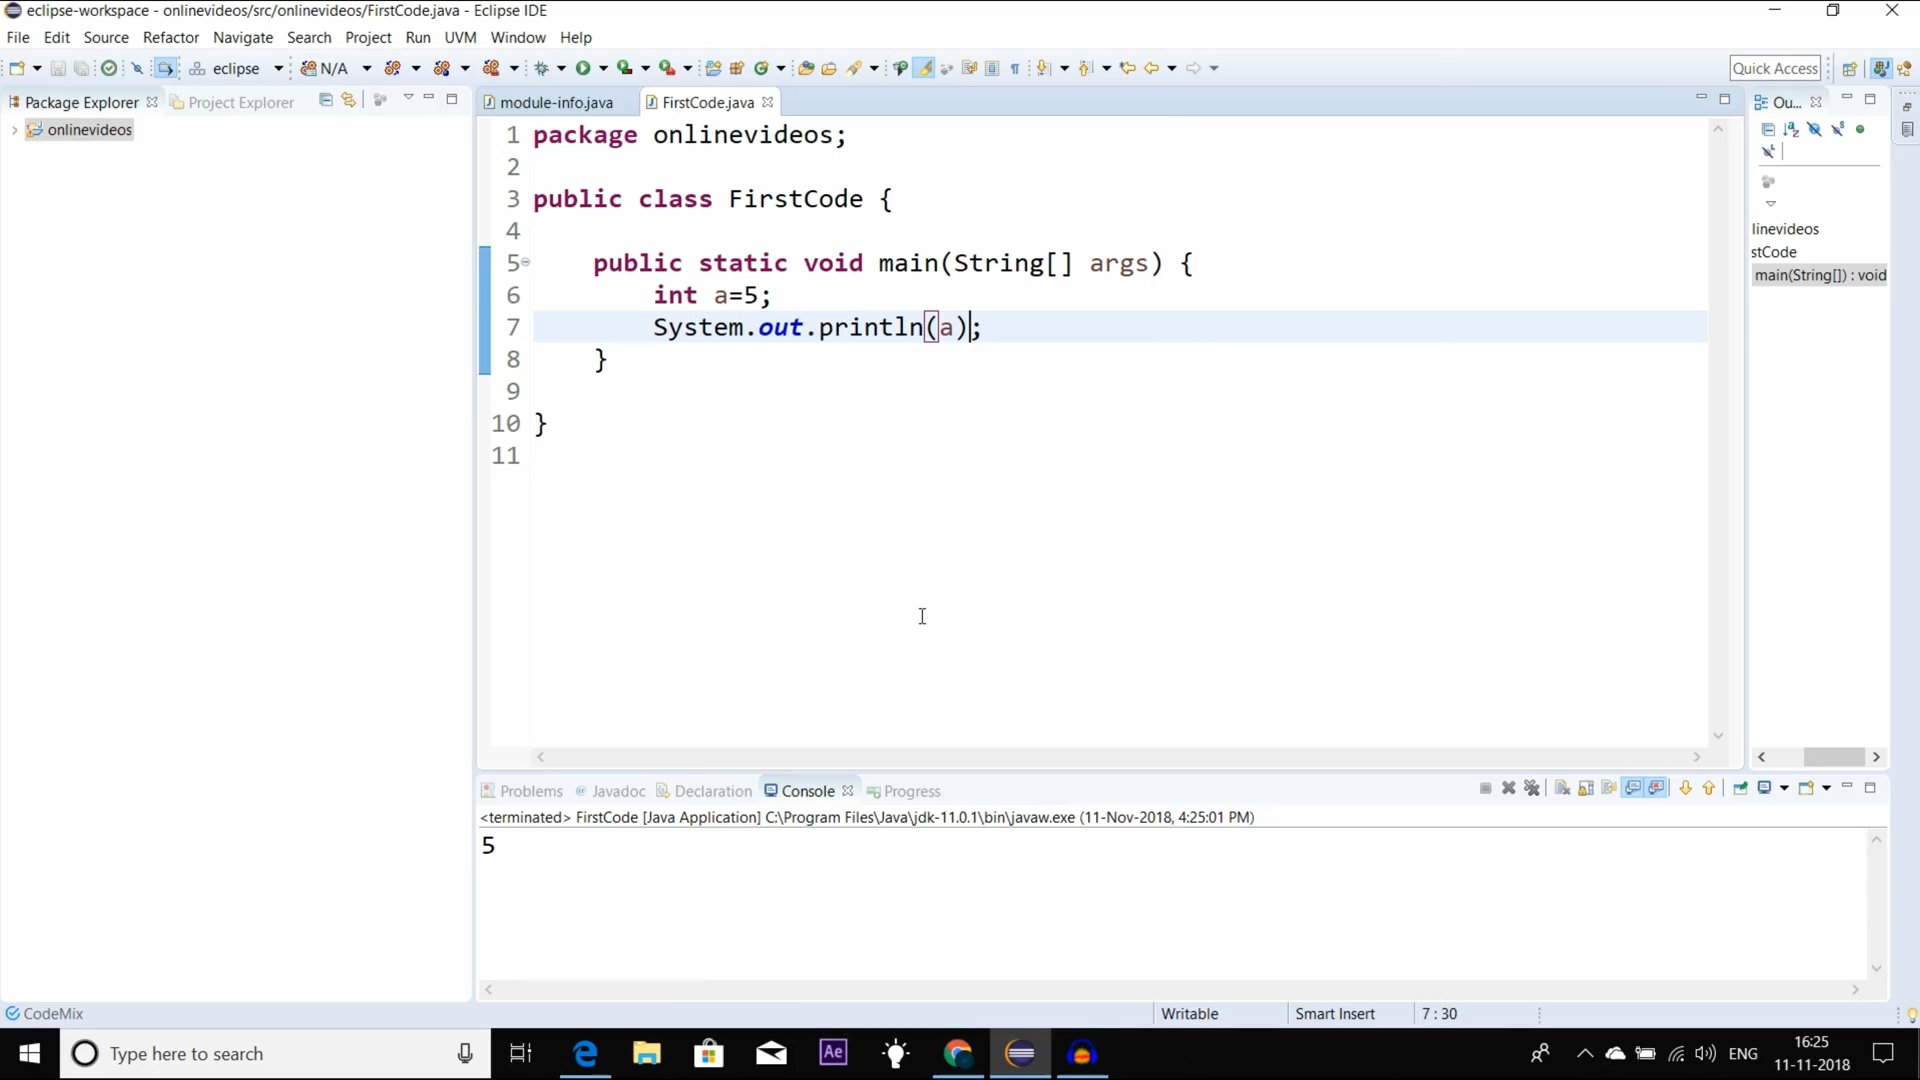 eclipse-workspace - onlinevideos/src/onlinevideos/FirstCode.java - Eclipse IDE
File Edit Source Refactor Navigate Search Project Run UVM Window Help
eclipse N/A Quick Access
Package Explorer Project Explorer module-info.java FirstCode.java Ou...
onlinevideos
1 package onlinevideos;
2
3 public class FirstCode {
4
5 public static void main(String[] args) {
6 int a=5;
7 System.out.println(a);
8 }
9
10 }
11
linevideos
stCode
main(String[]) : void
Problems Javadoc Declaration Console Progress
<terminated> FirstCode [Java Application] C:\Program Files\Java\jdk-11.0.1\bin\javaw.exe (11-Nov-2018, 4:25:01 PM)
5
CodeMix Writable Smart Insert 7 : 30
Type here to search Ae ENG 16:25
11-11-2018